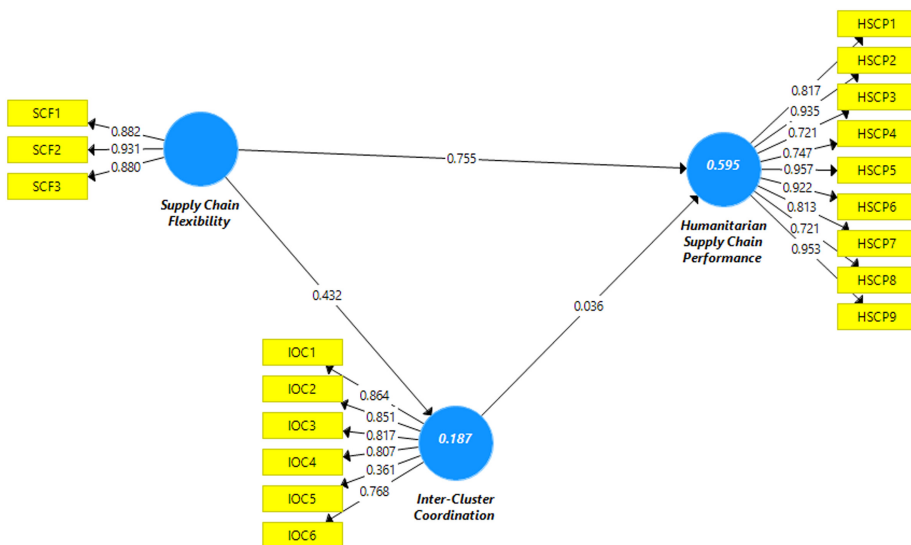 HSCP1
HSCP2
0.817
HSCP3
0.935
SCF1
0.721
0.882
HSCP4
0.747
SCF2
0.931
0.755
0.595
0.957
HSCP5
0.880
SCF3
0.922
HSCP6
Supply Chain
Flexibility
0.813
Humanitarian
Supply Chain
Performance
0.721
HSCP7
0.953
HSCP8
0.432
0.036
HSCP9
IOC1
IOC2
0.864
0.851
IOC3
0.817
0.187
0.807
IOC4
0.361
0.768
IOC5
Inter-Cluster
Coordination
IOC6